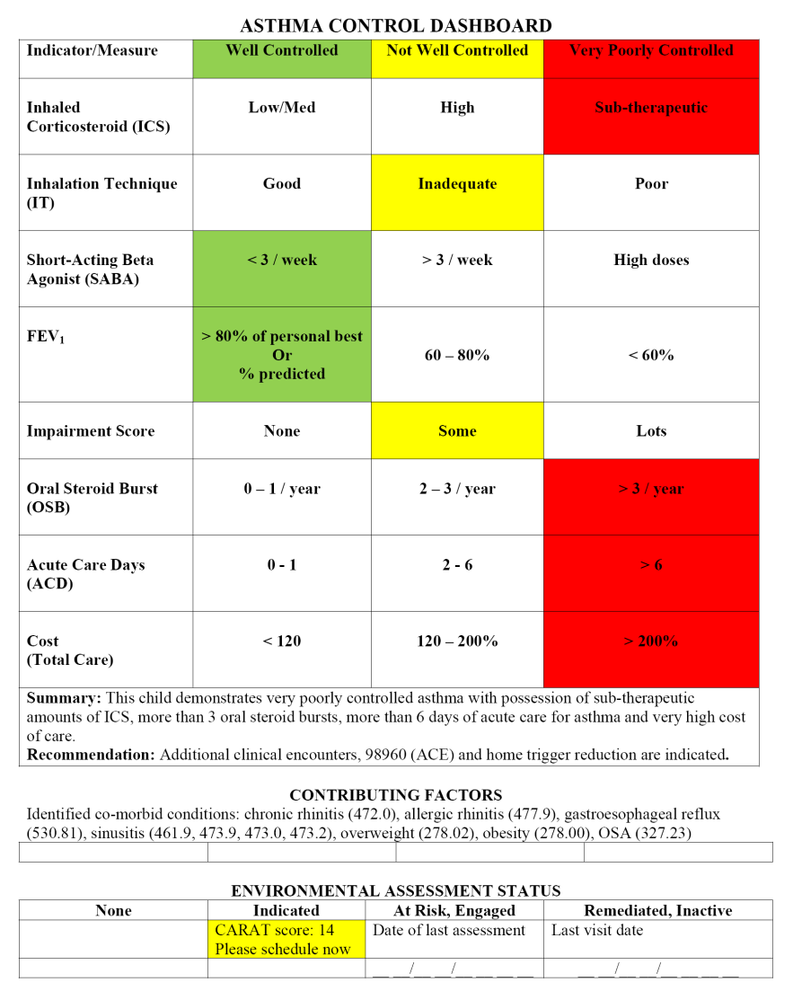 ASTHMA CONTROL DASHBOARD
Indicator/Measure Well Controlled Not Well Controlled Very Poorly Controlled
Inhaled Low/Med High Sub-therapeutic
Corticosteroid (ICS)
Inhalation Technique Good Inadequate Poor
(IT)
Short-Acting Beta < 3 / week > 3 / week High doses
Agonist (SABA)
FEV1 > 80% of personal best
Or 60 – 80% < 60%
% predicted
Impairment Score None Some Lots
Oral Steroid Burst 0 – 1 / year 2 – 3 / year > 3 / year
(OSB)
Acute Care Days 0 - 1 2 - 6 > 6
(ACD)
Cost < 120 120 – 200% > 200%
(Total Care)
Summary: This child demonstrates very poorly controlled asthma with possession of sub-therapeutic
amounts of ICS, more than 3 oral steroid bursts, more than 6 days of acute care for asthma and very high cost
of care.
Recommendation: Additional clinical encounters, 98960 (ACE) and home trigger reduction are indicated.
CONTRIBUTING FACTORS
Identified co-morbid conditions: chronic rhinitis (472.0), allergic rhinitis (477.9), gastroesophageal reflux
(530.81), sinusitis (461.9, 473.9, 473.0, 473.2), overweight (278.02), obesity (278.00), OSA (327.23)
ENVIRONMENTAL ASSESSMENT STATUS
None Indicated At Risk, Engaged Remediated, Inactive
CARAT score: 14 Date of last assessment Last visit date
Please schedule now
__ __/__ __/__ __ __ __ __ __/__ __/__ __ __ __